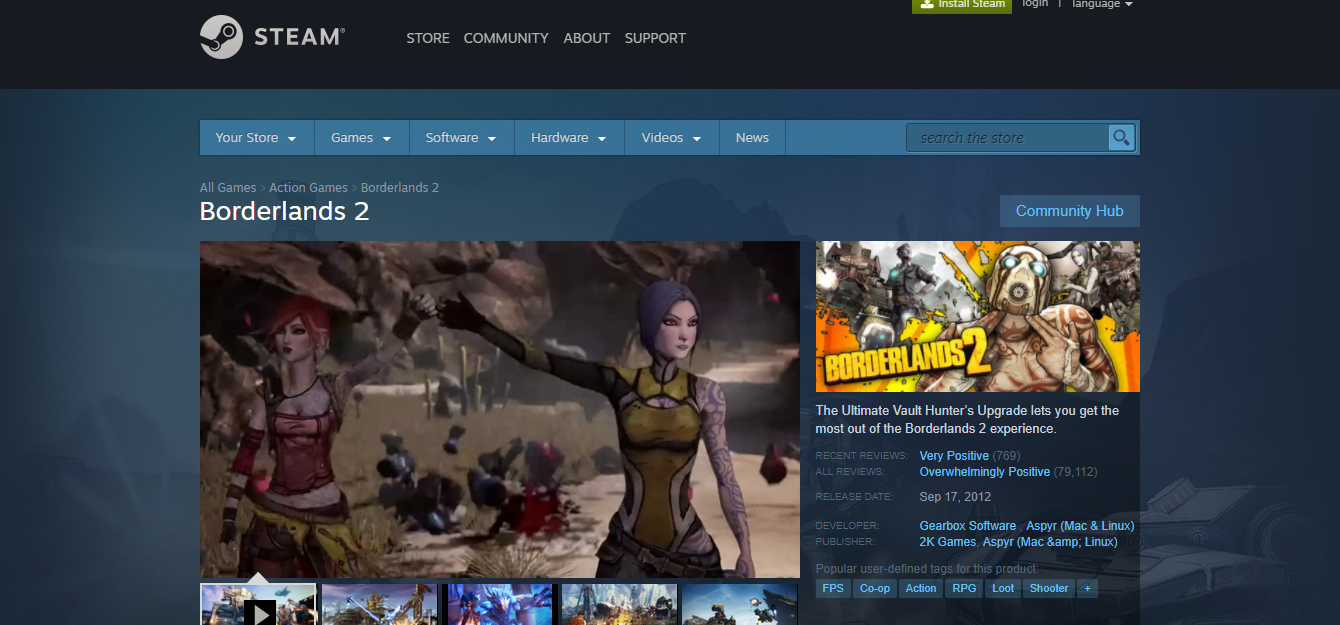 Install Steam login | language
STEAM® STORE COMMUNITY ABOUT SUPPORT
Your Store Games Software Hardware Videos News search the store
All Games > Action Games > Borderlands 2
Borderlands 2
Community Hub
BORDERLANDS 2
The Ultimate Vault Hunter's Upgrade lets you get the
most out of the Borderlands 2 experience.
RECENT REVIEWS: Very Positive (769)
ALL REVIEWS: Overwhelmingly Positive (79,112)
RELEASE DATE: Sep 17, 2012
DEVELOPER: Gearbox Software , Aspyr (Mac & Linux)
PUBLISHER: 2K Games, Aspyr (Mac &amp; Linux)
Popular user-defined tags for this product:
FPS Co-op Action RPG Loot Shooter +